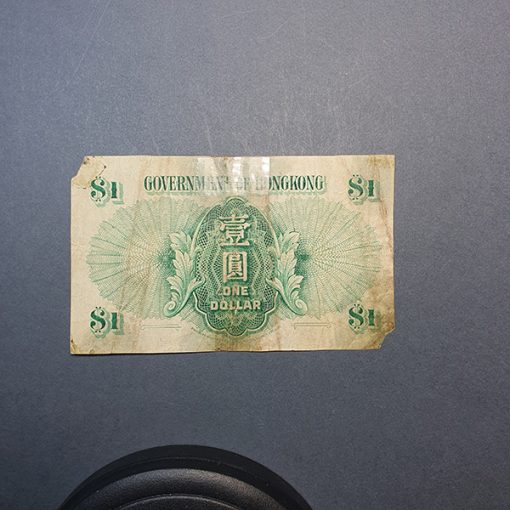 GOVERNMENT OF HONGKONG
$1 $1
壹
圓
ONE
DOLLAR
$1 $1